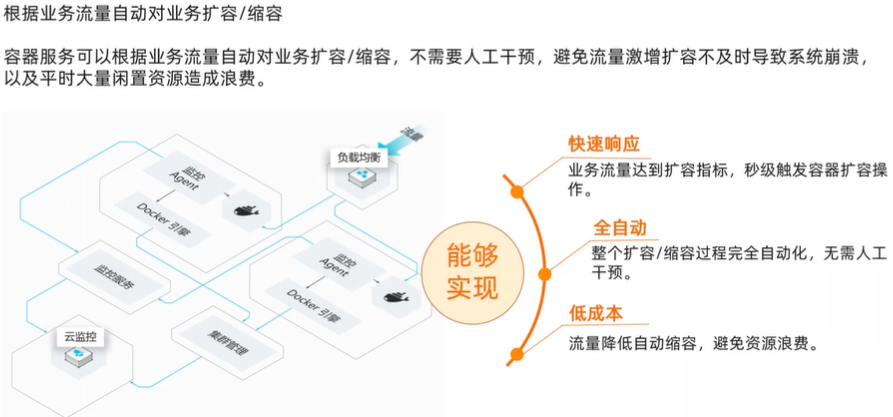 根据业务流量自动对业务扩容/缩容
容器服务可以根据业务流量自动对业务扩容/缩容，不需要人工干预，避免流量激增扩容不及时导致系统崩溃，
以及平时大量闲置资源造成浪费。
流量
负载均衡
监控
Agent
Docker 引擎
监控
Agent
Docker 引擎
监控服务
集群管理
云监控
能够
实现
快速响应
业务流量达到扩容指标，秒级触发容器扩容操
作。
全自动
整个扩容/缩容过程完全自动化，无需人工
干预。
低成本
流量降低自动缩容，避免资源浪费。